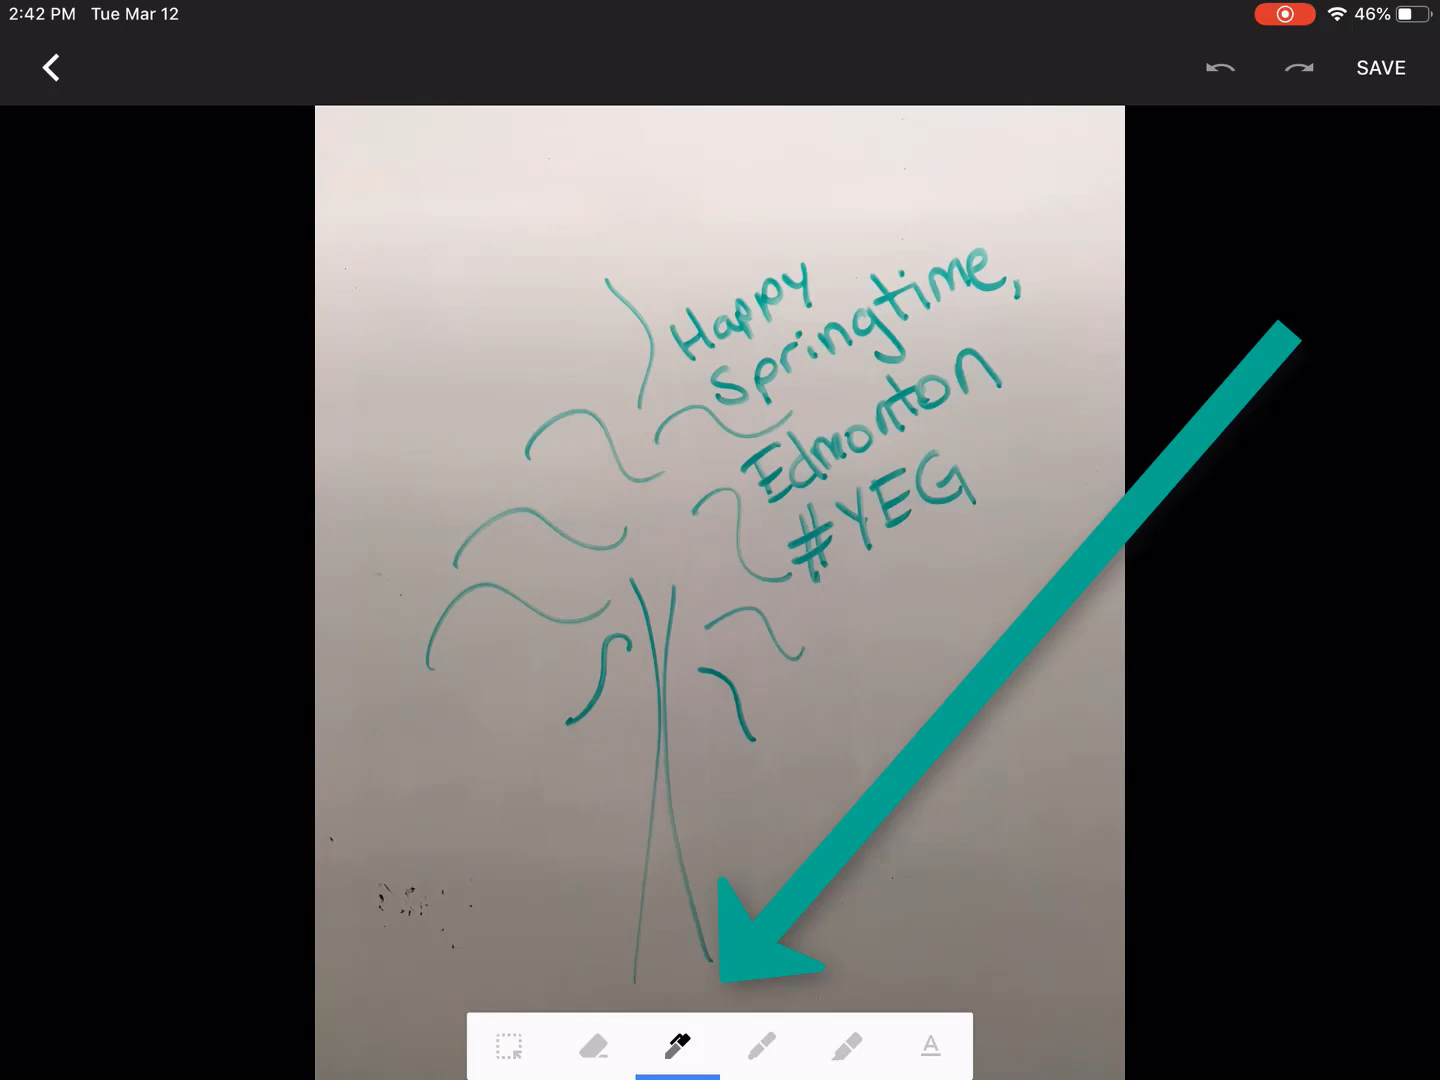 2:42 PM Tue Mar 12
46%
SAVE
Happy
Springtime,
Edmonton
#YEG
A